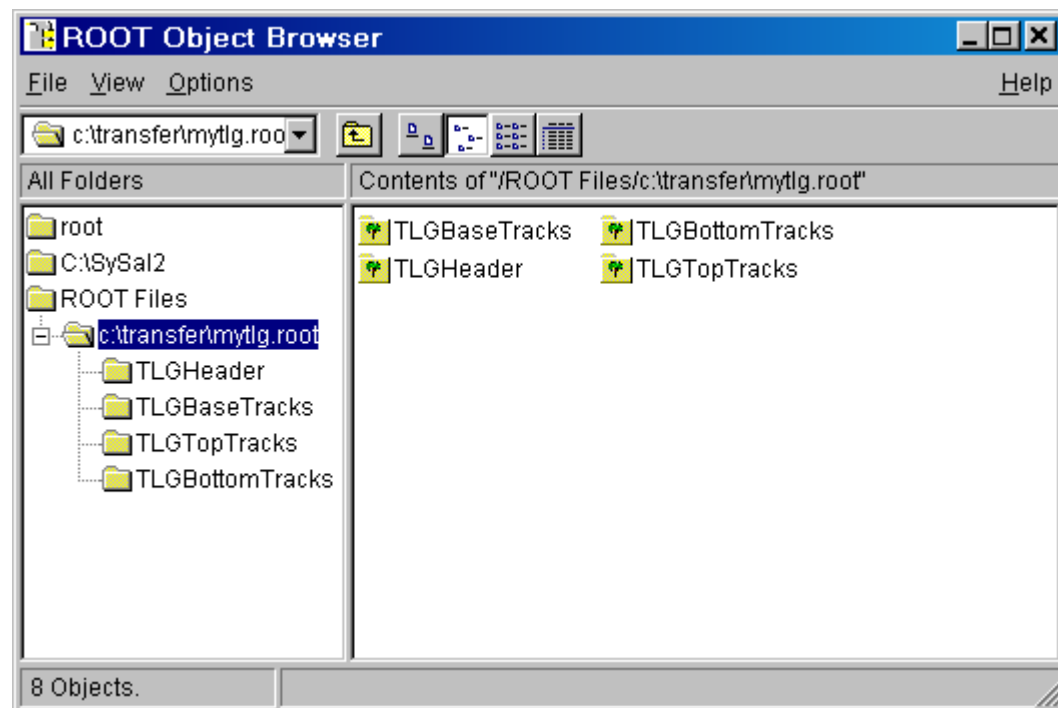 ROOT Object Browser
File View Options Help
c:\transfer\mytlg.roo
All Folders
Contents of "/ROOT Files/c:\transfer\mytlg.root"
root
C:\SySal2
ROOT Files
c:\transfer\mytlg.root
TLGHeader
TLGBaseTracks
TLGTopTracks
TLGBottomTracks
TLGBaseTracks TLGBottomTracks
TLGHeader TLGTopTracks
8 Objects.